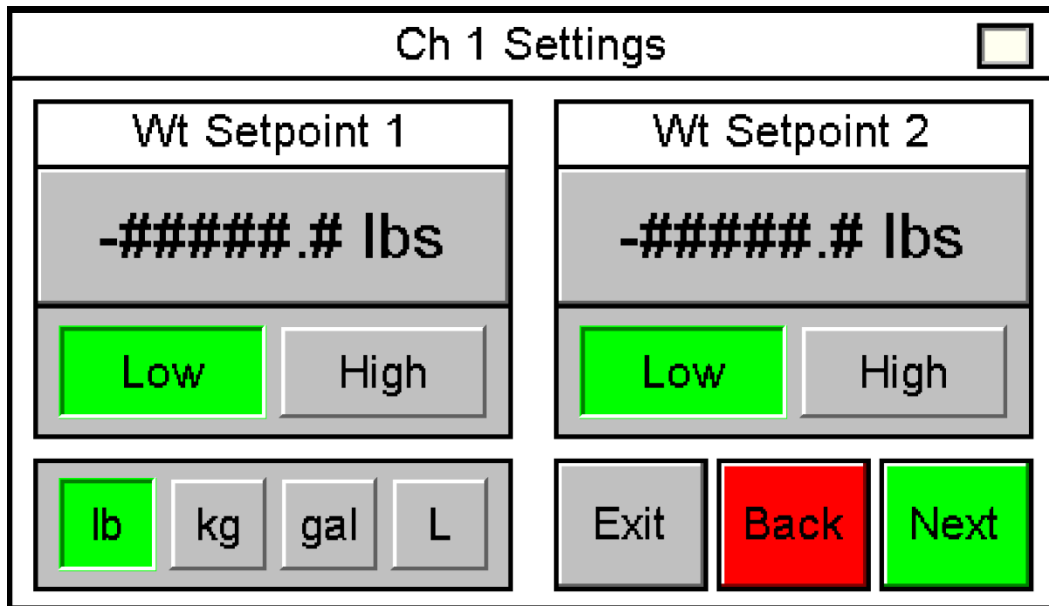 Ch 1 Settings
Wt Setpoint 1
-#####.# lbs
Low High
Wt Setpoint 2
-#####.# lbs
Low High
lb kg gal L
Exit Back Next